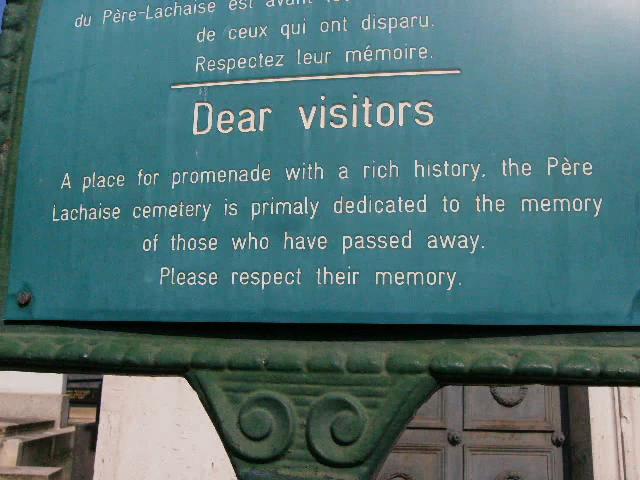 du Père-Lachaise est avant
de ceux qui ont disparu.
Respectez leur mémoire.
Dear visitors
A place for promenade with a rich history. the Père
Lachaise cemetery is primaly dedicated to the memory
of those who have passed away.
Please respect their memory.